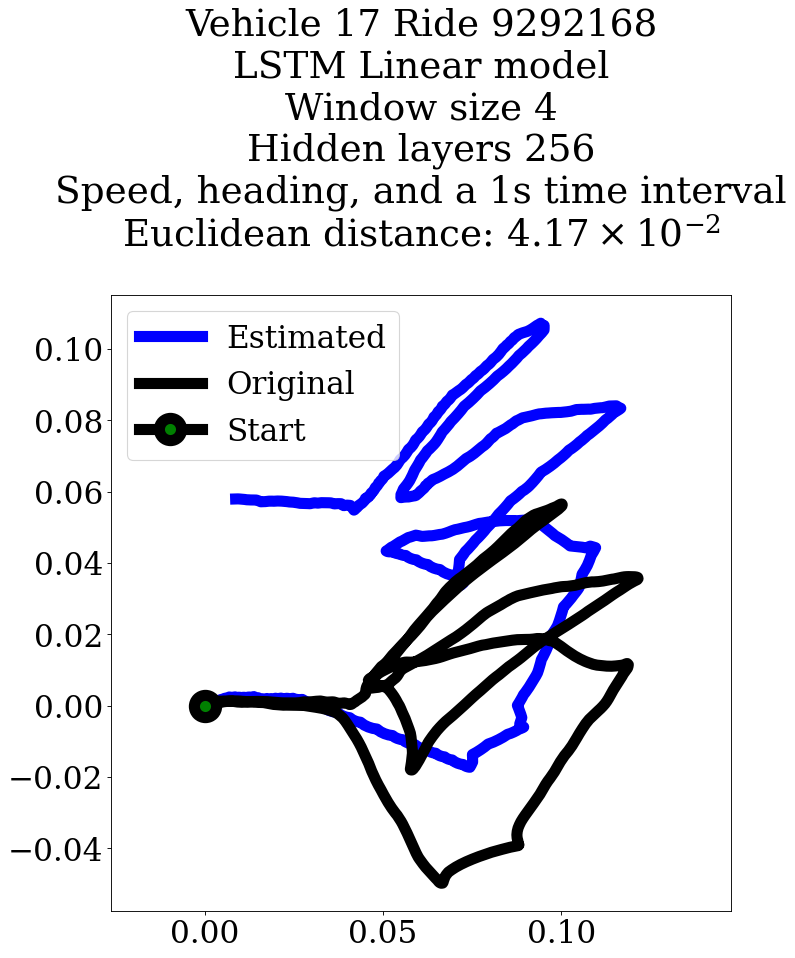 Vehicle 17 Ride 9292168
LSTM Linear model
Window size 4
Hidden layers 256
Speed, heading, and a 1s time interval
Euclidean distance: 4.17 × 10⁻²
Estimated
Original
Start
0.10
0.08
0.06
0.04
0.02
0.00
−0.02
−0.04
0.00 0.05 0.10